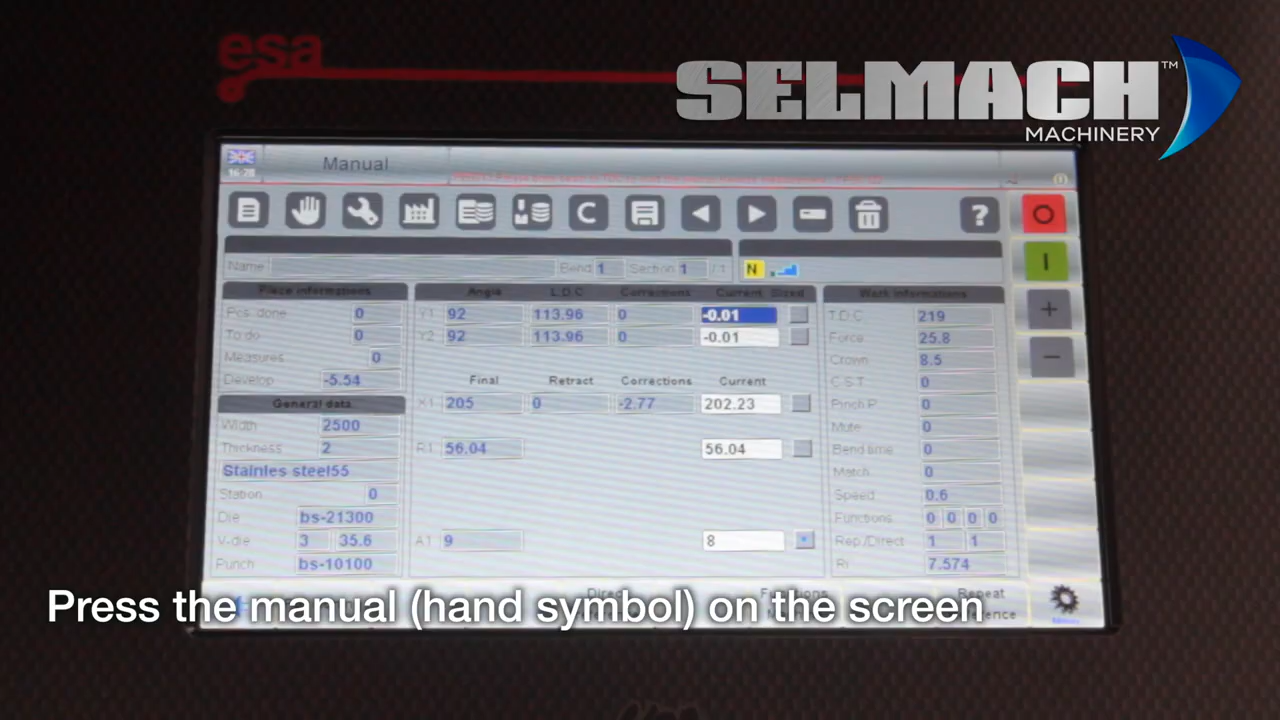 esa
SELMACH™
MACHINERY
16:28
Manual
C
?
Name
Bend 1 Section 1 / 1
N
Piece informations
Pcs. done 0
To do 0
Measures 0
Develop -5.54
General data
Width 2500
Thickness 2
Stainles steel55
Station 0
Die bs-21300
V-die 3 35.6
Punch bs-10100
Angle L.D.C Corrections Current Sized
Y1 92 113.96 0 -0.01
Y2 92 113.96 0 -0.01
Final Retract Corrections Current
X1 205 0 -2.77 202.23
R1 56.04 56.04
A1 9 8
Work informations
T.D.C 219
Force 25.8
Crown 8.5
C.S.T. 0
Pinch P. 0
Mute 0
Bend time 0
Match 0
Speed 0.6
Functions 0 0 0 0
Rep./Direct 1 1
Ri 7.574
Functions
Repeat
Press the manual (hand symbol) on the screen